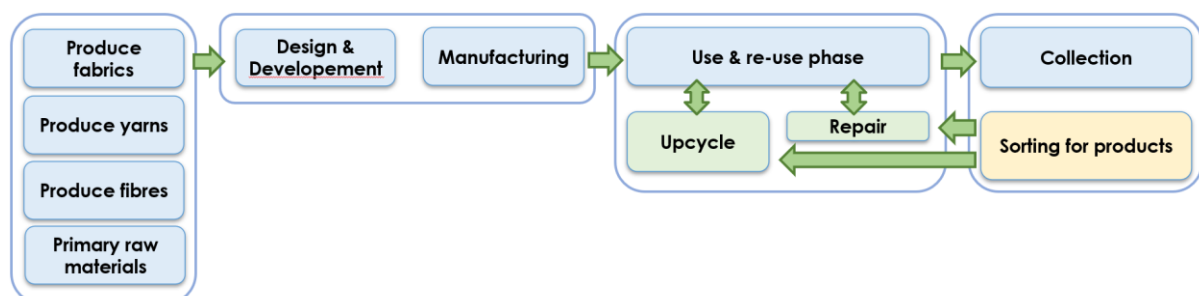 Produce
fabrics
Produce yarns
Produce fibres
Primary raw
materials
Design &
Developement
Manufacturing
Use & re-use phase
Upcycle
Repair
Collection
Sorting for products